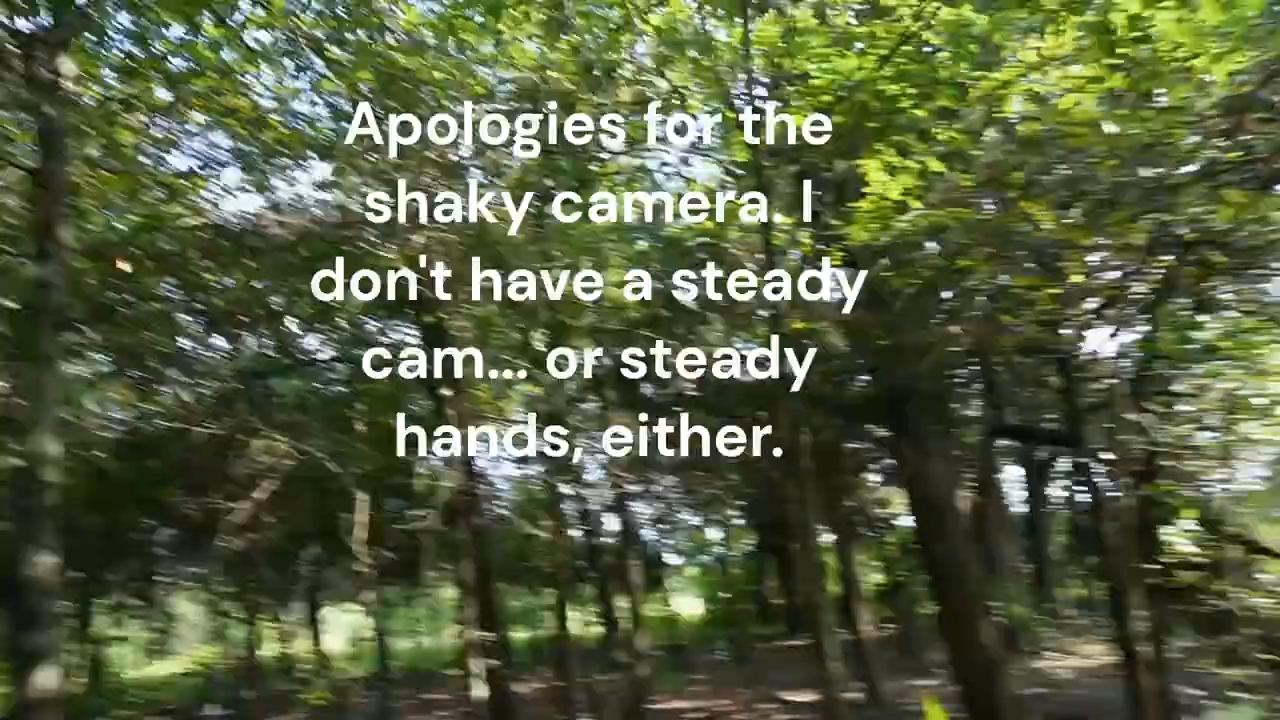 Apologies for the
shaky camera. I
don't have a steady
cam... or steady
hands, either.